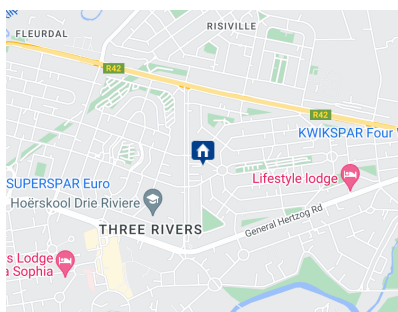 RISIVILLE
FLEURDAL
R42
R42
KWIKSPAR Four W
Lifestyle lodge
SUPERSPAR Euro
Hoërskool Drie Riviere
THREE RIVERS
General Hertzog Rd
s Lodge
a Sophia